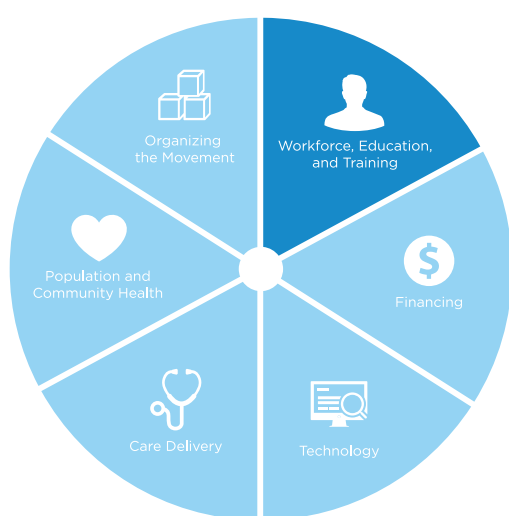 Organizing
the Movement
Workforce, Education,
and Training
Population and
Community Health
$
Financing
Care Delivery
Technology